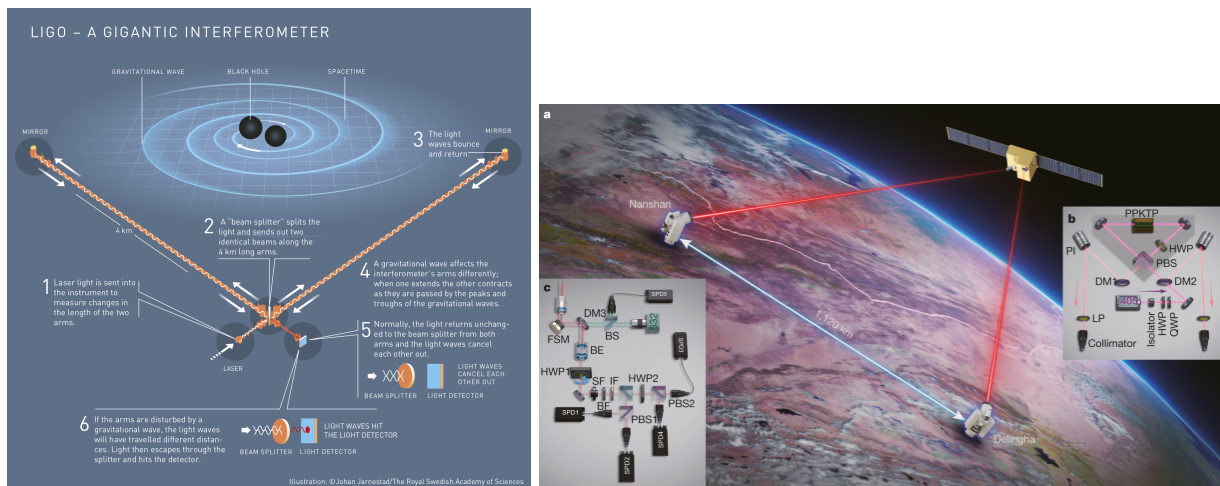 LIGO – A GIGANTIC INTERFEROMETER
GRAVITATIONAL WAVE
BLACK HOLE
SPACETIME
MIRROR
3 The light
waves bounce
and return.
MIRROR
4 km
2 A "beam splitter" splits the
light and sends out two
identical beams along the
4 km long arms.
1 Laser light is sent into
the instrument to
measure changes in
the length of the two
arms.
4 A gravitational wave affects the
interferometer's arms differently;
when one extends the other contracts
as they are passed by the peaks and
troughs of the gravitational waves.
5 Normally, the light returns unchang-
ed to the beam splitter from both
arms and the light waves cancel
each other out.
LASER
LIGHT WAVES
CANCEL EACH
OTHER OUT
BEAM SPLITTER
LIGHT DETECTOR
6 If the arms are disturbed by a
gravitational wave, the light waves
will have travelled different distan-
ces. Light then escapes through the
splitter and hits the detector.
LIGHT WAVES HIT
THE LIGHT DETECTOR
BEAM SPLITTER
LIGHT DETECTOR
Illustration: ©Johan Jarnestad/The Royal Swedish Academy of Sciences
a
Nanshan
1,120 km
Delingha
b
PPKTP
PI
HWP
PBS
DM1
DM2
405
LP
Isolator
HWP
QWP
Collimator
c
SPD5
DM3
532
FSM
BS
BE
SPD3
HWP1
SF
IF
HWP2
BF
PBS2
SPD1
PBS1
SPD4
SPD2